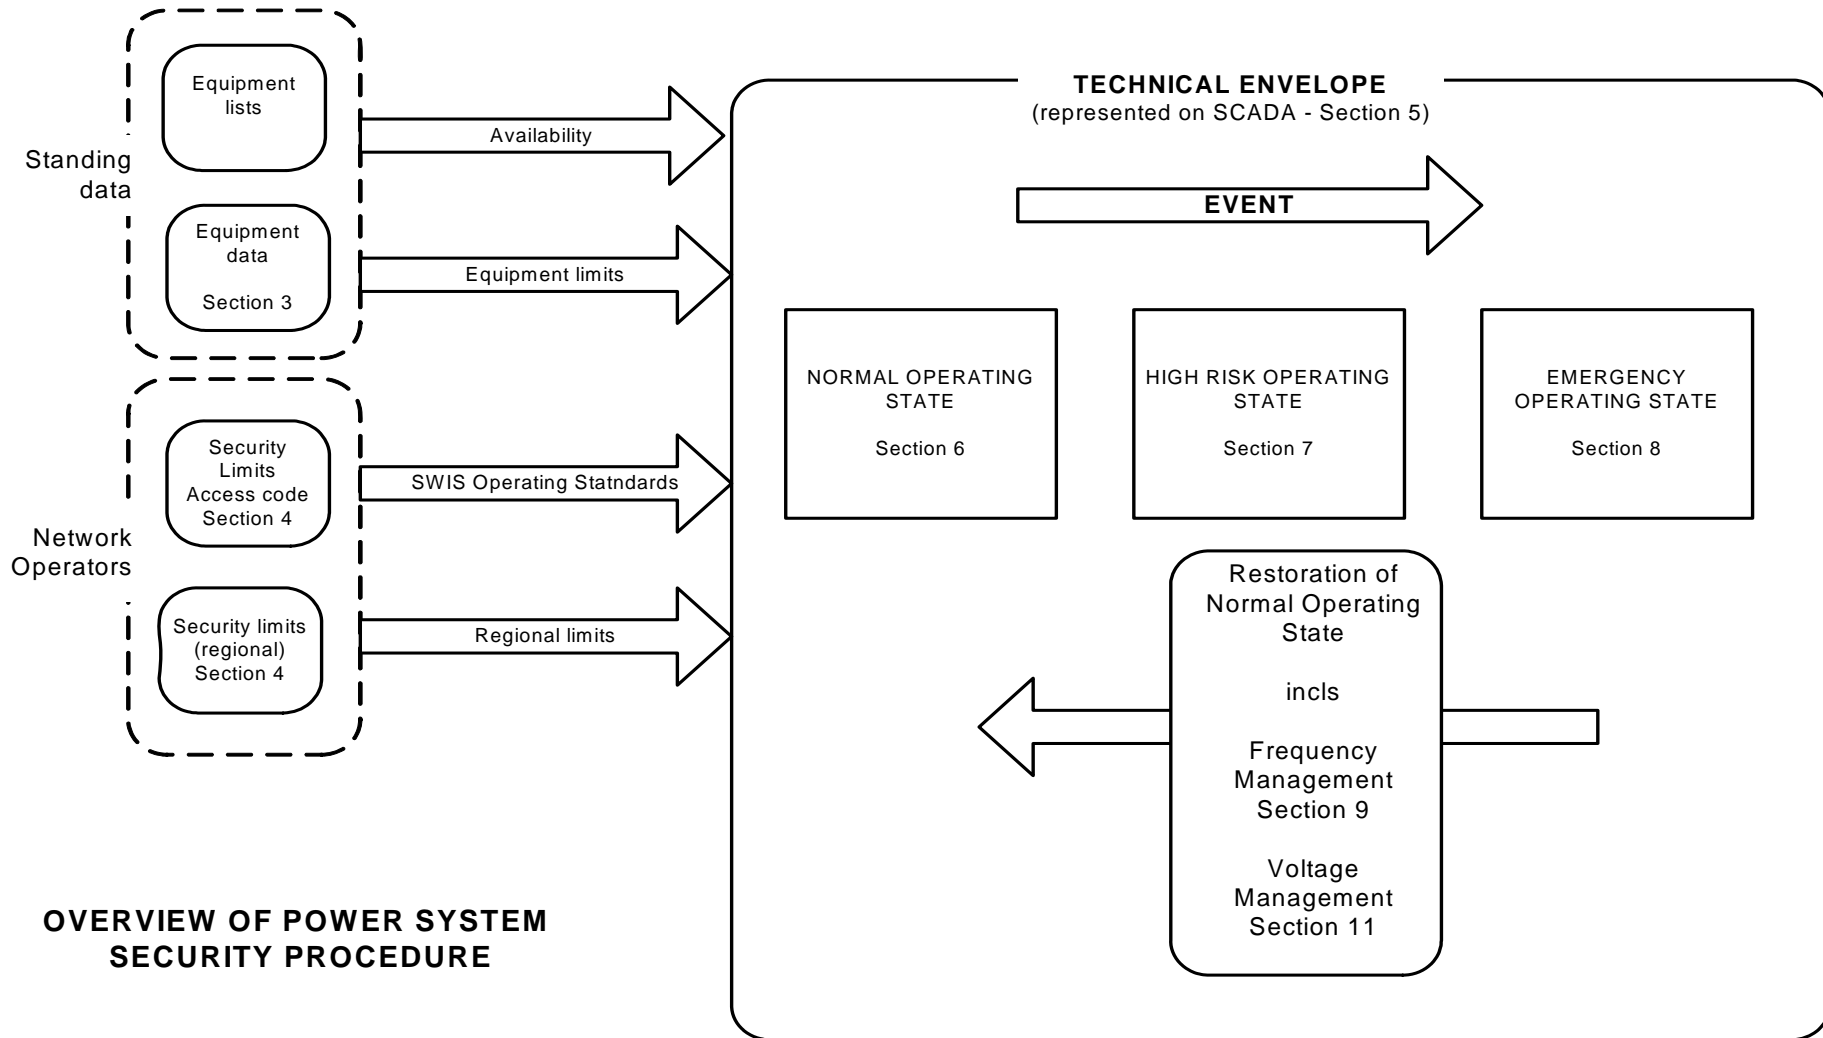 Standing
data
Equipment
lists
Equipment
data
Section 3
Availability
Equipment limits
Network
Operators
Security
Limits
Access code
Section 4
Security limits
(regional)
Section 4
SWIS Operating Statndards
Regional limits
TECHNICAL ENVELOPE
(represented on SCADA - Section 5)
EVENT
NORMAL OPERATING
STATE
Section 6
HIGH RISK OPERATING
STATE
Section 7
EMERGENCY
OPERATING STATE
Section 8
Restoration of
Normal Operating
State
incls
Frequency
Management
Section 9
Voltage
Management
Section 11
OVERVIEW OF POWER SYSTEM
SECURITY PROCEDURE